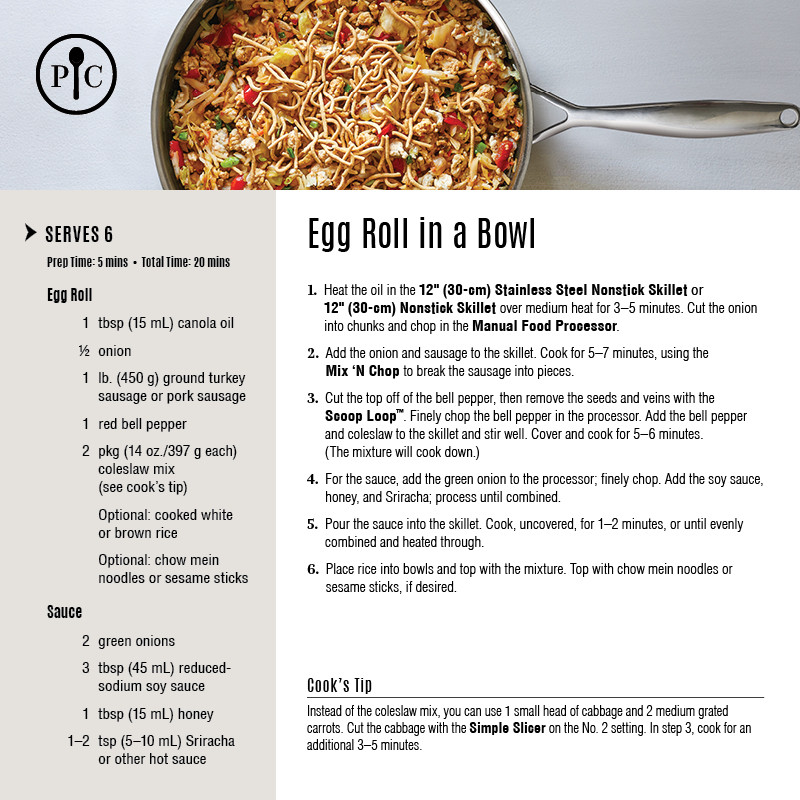 P C
SERVES 6
Prep Time: 5 mins • Total Time: 20 mins
Egg Roll
1 tbsp (15 mL) canola oil
½ onion
1 lb. (450 g) ground turkey
sausage or pork sausage
1 red bell pepper
2 pkg (14 oz./397 g each)
coleslaw mix
(see cook's tip)
Optional: cooked white
or brown rice
Optional: chow mein
noodles or sesame sticks
Sauce
2 green onions
3 tbsp (45 mL) reduced-
sodium soy sauce
1 tbsp (15 mL) honey
1–2 tsp (5–10 mL) Sriracha
or other hot sauce
Egg Roll in a Bowl
1. Heat the oil in the 12" (30-cm) Stainless Steel Nonstick Skillet or
12" (30-cm) Nonstick Skillet over medium heat for 3–5 minutes. Cut the onion
into chunks and chop in the Manual Food Processor.
2. Add the onion and sausage to the skillet. Cook for 5–7 minutes, using the
Mix ‘N Chop to break the sausage into pieces.
3. Cut the top off of the bell pepper, then remove the seeds and veins with the
Scoop Loop™. Finely chop the bell pepper in the processor. Add the bell pepper
and coleslaw to the skillet and stir well. Cover and cook for 5–6 minutes.
(The mixture will cook down.)
4. For the sauce, add the green onion to the processor; finely chop. Add the soy sauce,
honey, and Sriracha; process until combined.
5. Pour the sauce into the skillet. Cook, uncovered, for 1–2 minutes, or until evenly
combined and heated through.
6. Place rice into bowls and top with the mixture. Top with chow mein noodles or
sesame sticks, if desired.
Cook's Tip
Instead of the coleslaw mix, you can use 1 small head of cabbage and 2 medium grated
carrots. Cut the cabbage with the Simple Slicer on the No. 2 setting. In step 3, cook for an
additional 3–5 minutes.